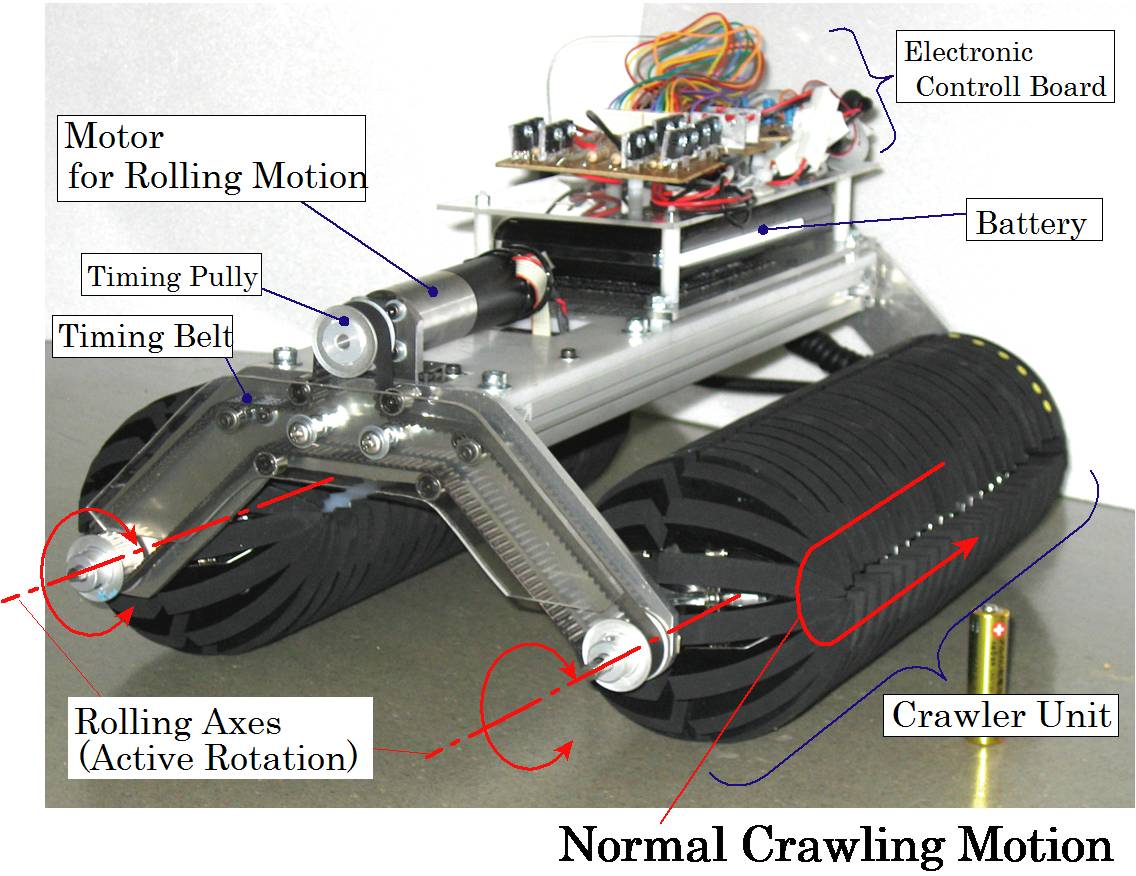 Electronic
Controll Board
Motor
for Rolling Motion
Battery
Timing Pully
Timing Belt
Crawler Unit
Rolling Axes
(Active Rotation)
Normal Crawling Motion